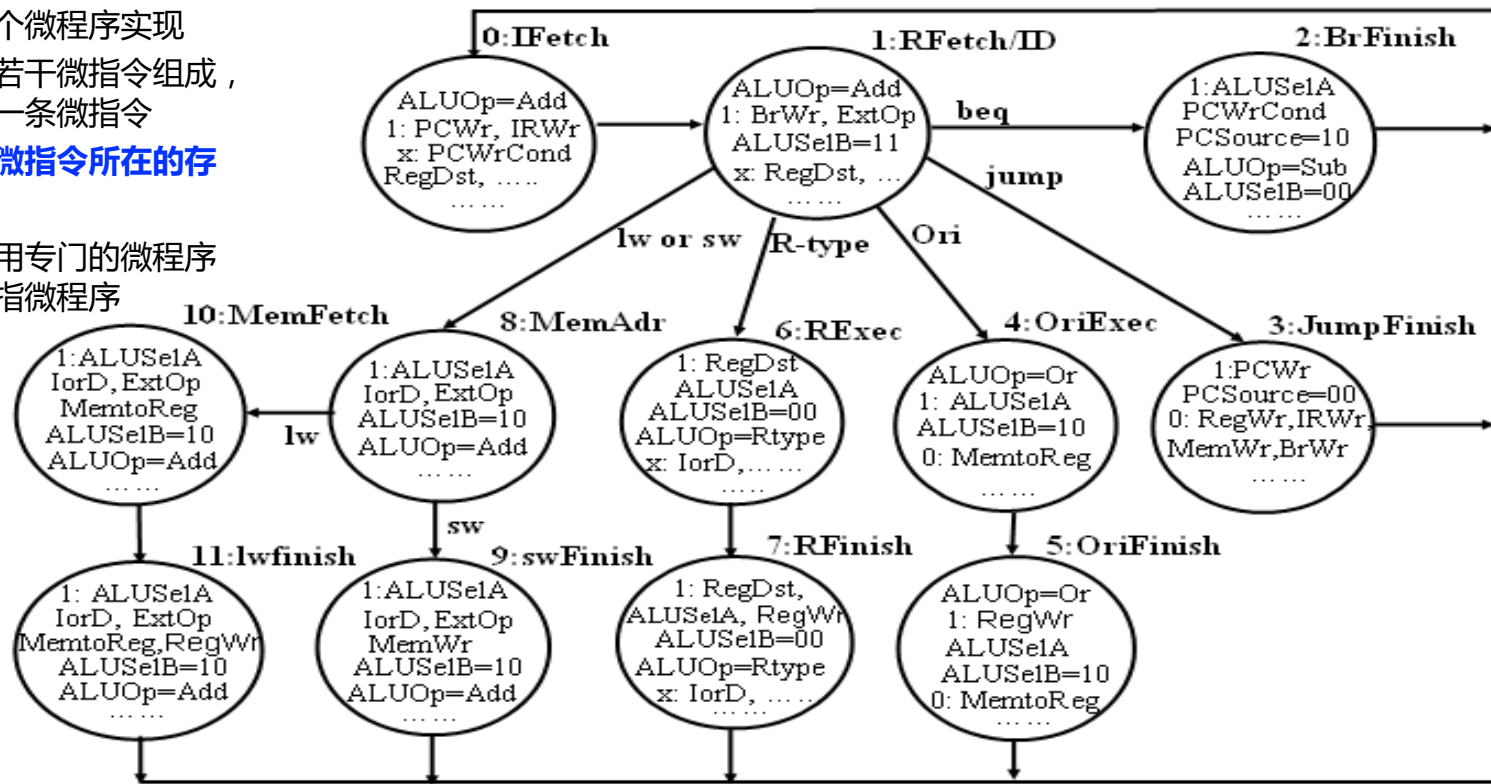 个微程序实现
若干微指令组成，
一条微指令
微指令所在的存
用专门的微程序
指微程序
0:IFetch
ALUOp=Add
1: PCWr, IRWr
x: PCWrCond
RegDst, …..
… …
1:RFetch/ID
ALUOp=Add
1: BrWr, ExtOp
ALUSelB=11
x: RegDst, …
… …
beq
2:BrFinish
1:ALUSelA
PCWrCond
PCSource=10
ALUOp=Sub
ALUSelB=00
… …
jump
lw or sw
R-type
Ori
10:MemFetch
1:ALUSelA
IorD,ExtOp
MemtoReg
ALUSelB=10
ALUOp=Add
… …
lw
8:MemAdr
1:ALUSelA
IorD,ExtOp
ALUSelB=10
ALUOp=Add
… …
6:RExec
1: RegDst
ALUSelA
ALUSelB=00
ALUOp=Rtype
x: IorD,… …
…..
4:OriExec
ALUOp=Or
1: ALUSelA
ALUSelB=10
0: MemtoReg
… …
3:JumpFinish
1:PCWr
PCSource=00
0: RegWr,IRWr,
MemWr,BrWr
… …
sw
11:lwfinish
1: ALUSelA
IorD, ExtOp
MemtoReg,RegWr
ALUSelB=10
ALUOp=Add
… …
9:swFinish
1:ALUSelA
IorD,ExtOp
MemWr
ALUSelB=10
ALUOp=Add
… …
7:RFinish
1: RegDst,
ALUSelA, RegWr
ALUSelB=00
ALUOp=Rtype
x: IorD, …..
… …
5:OriFinish
ALUOp=Or
1: RegWr
ALUSelA
ALUSelB=10
0: MemtoReg
… …